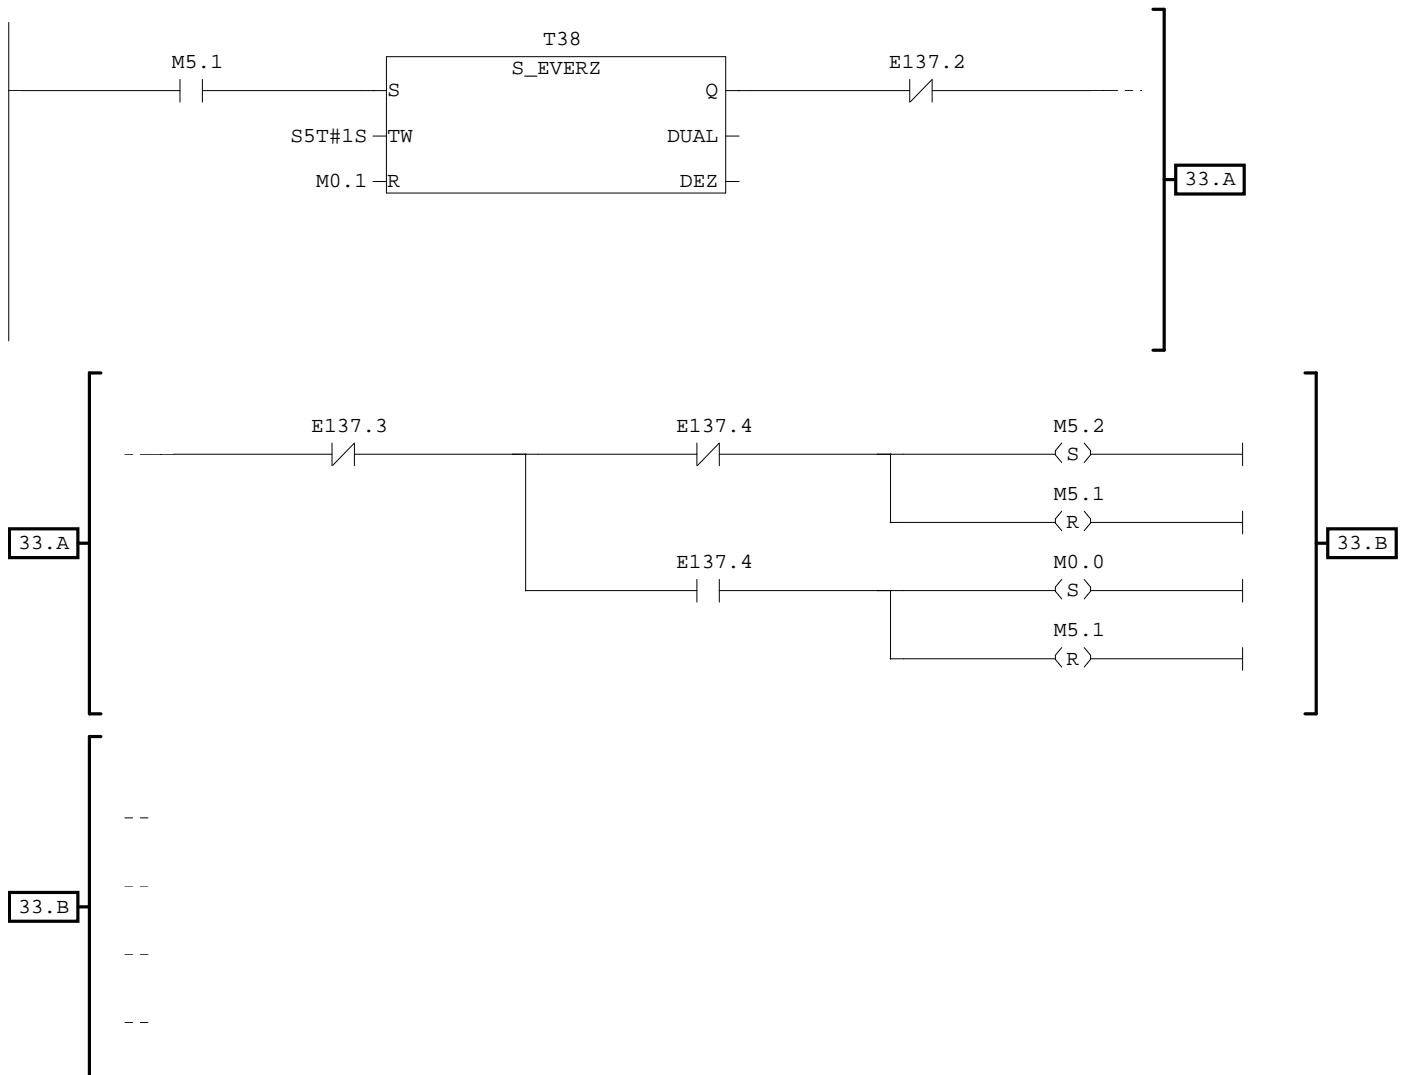 T38
M5.1
S_EVERZ
E137.2
S
Q
S5T#1S
TW
DUAL
M0.1
R
DEZ
33.A
E137.3
E137.4
M5.2
S
M5.1
R
33.A
33.B
E137.4
M0.0
S
M5.1
R
33.B